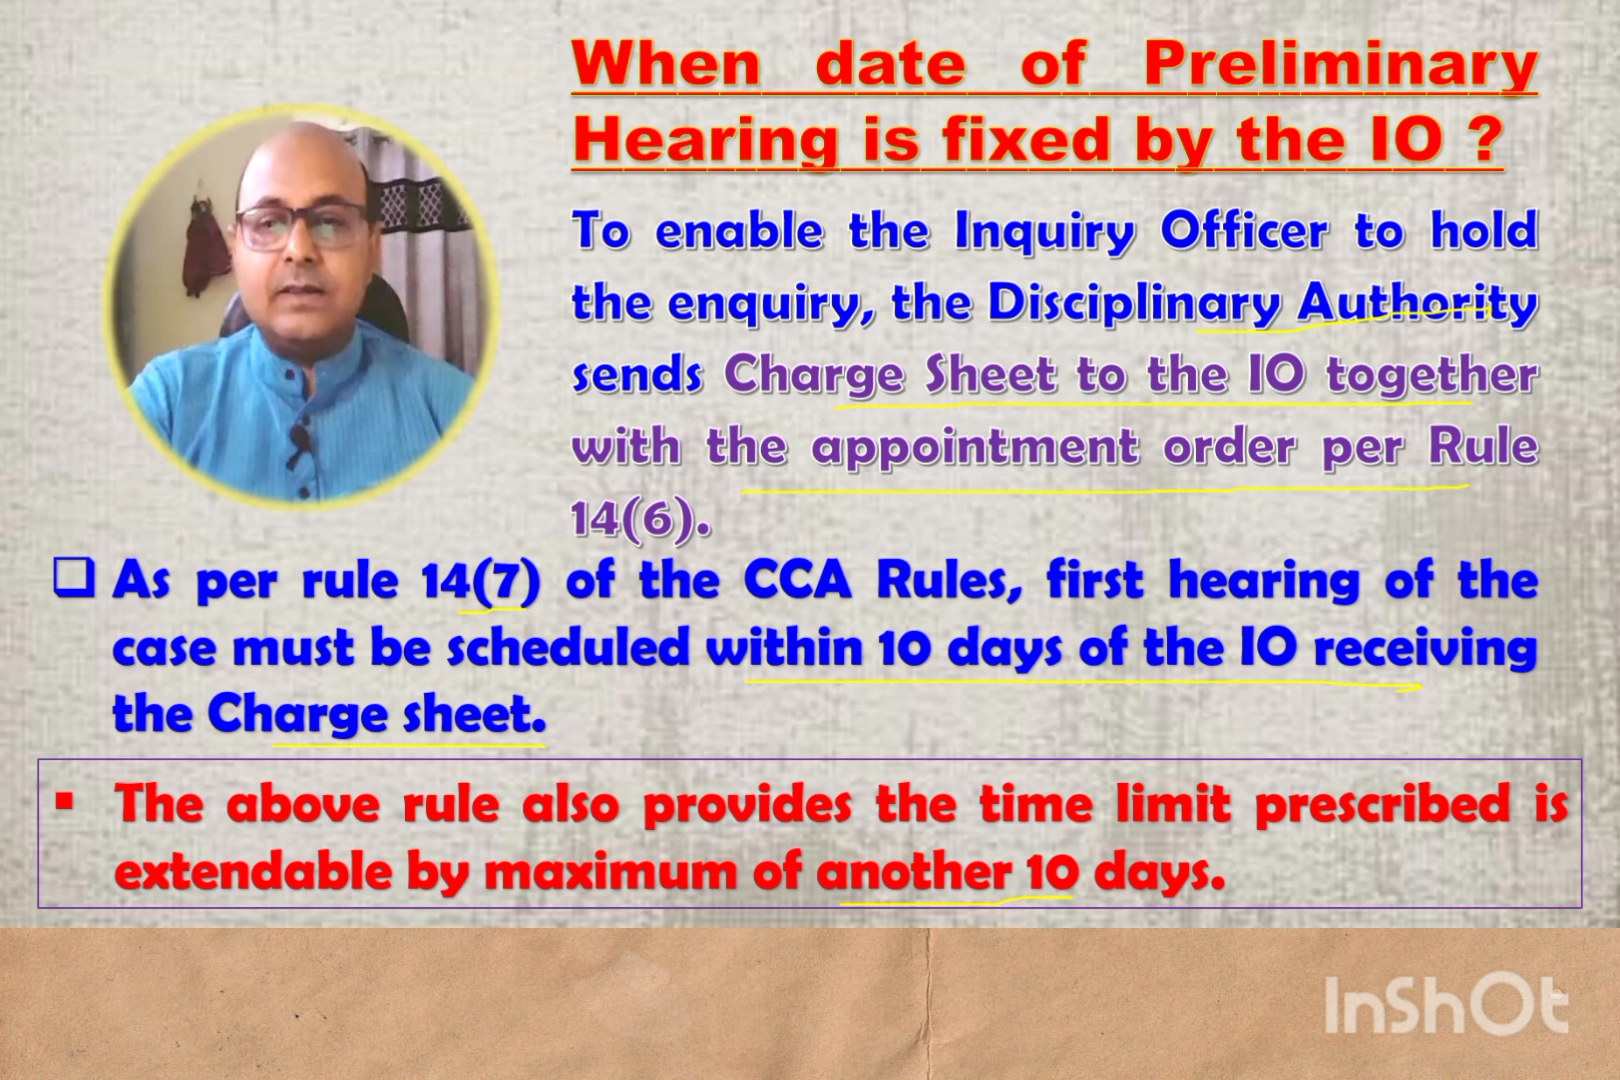 When date of Preliminary
Hearing is fixed by the IO ?
To enable the Inquiry Officer to hold
the enquiry, the Disciplinary Authority
sends Charge Sheet to the IO together
with the appointment order per Rule
14(6).
❑ As per rule 14(7) of the CCA Rules, first hearing of the
case must be scheduled within 10 days of the IO receiving
the Charge sheet.
▪ The above rule also provides the time limit prescribed is
extendable by maximum of another 10 days.
InShOt